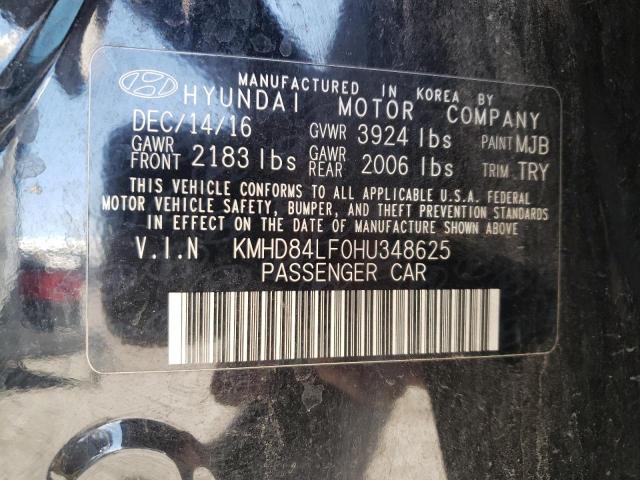 MANUFACTURED IN KOREA BY
HYUNDAI MOTOR COMPANY
DEC/14/16 GVWR 3924 lbs PAINT MJB
GAWR FRONT 2183 lbs GAWR REAR 2006 lbs TRIM TRY
THIS VEHICLE CONFORMS TO ALL APPLICABLE U.S.A. FEDERAL
MOTOR VEHICLE SAFETY, BUMPER, AND THEFT PREVENTION STANDARDS
IN EFFECT ON THE DATE OF MANUFACTURE SHOWN ABOVE
V.I.N KMHD84LF0HU348625
PASSENGER CAR